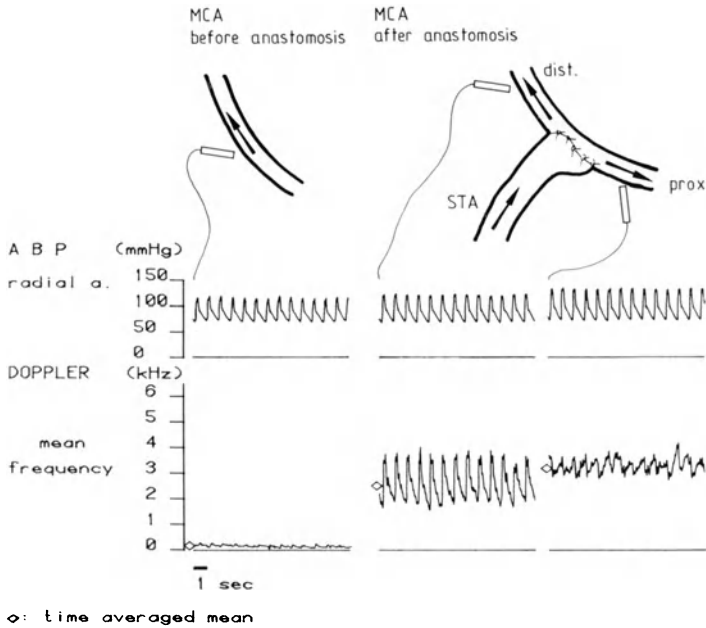 MCA
before anastomosis
MCA
after anastomosis
dist.
STA
prox
A B P (mmHg)
radial a.
150
100
50
0
DOPPLER (kHz)
mean
frequency
6
5
4
3
2
1
0
1 sec
◇: time averaged mean